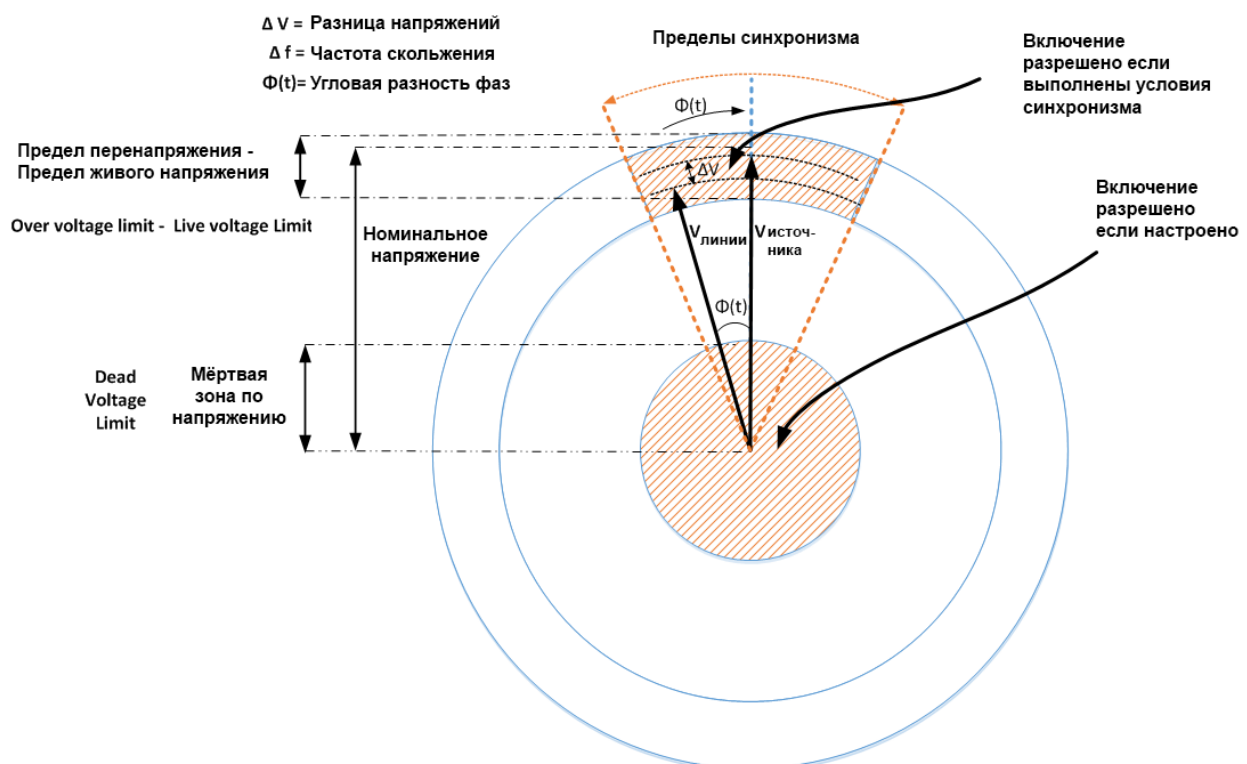 Δ V = Разница напряжений
Δ f = Частота скольжения
Φ(t)= Угловая разность фаз
Пределы синхронизма
Включение
разрешено если
выполнены условия
синхронизма
Φ(t)
Предел перенапряжения -
Предел живого напряжения
ΔV
Включение
разрешено
если настроено
Over voltage limit - Live voltage Limit
Номинальное
напряжение
V линии
V источ-
ника
Φ(t)
Dead
Voltage
Limit
Мёртвая
зона по
напряжению